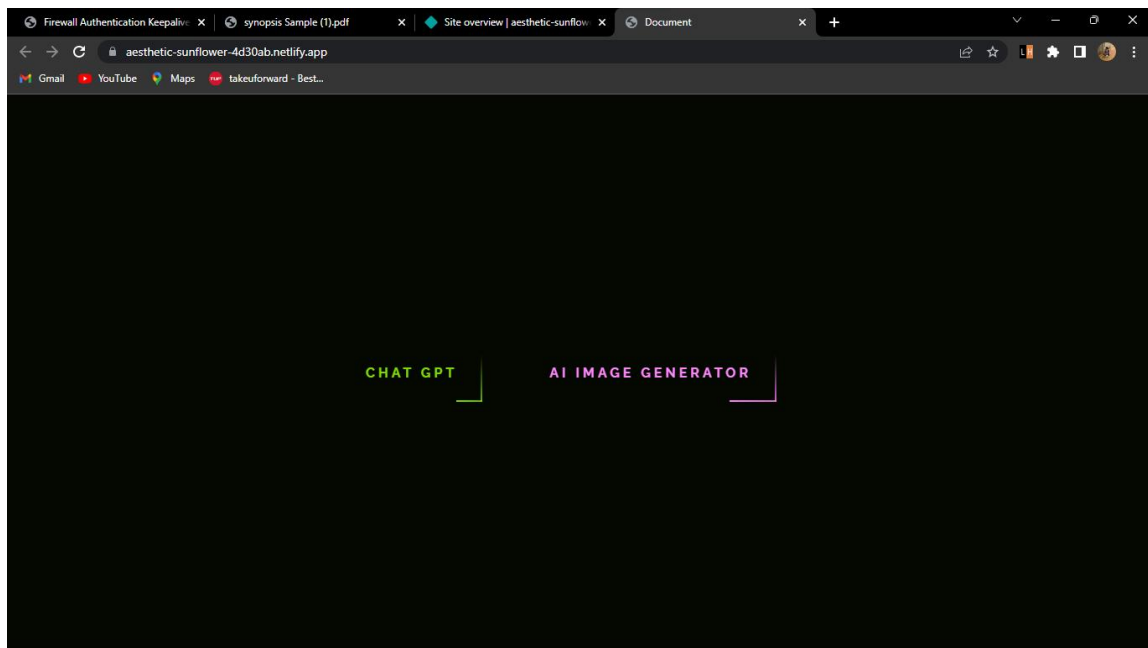 Firewall Authentication Keepalive
synopsis Sample (1).pdf
Site overview | aesthetic-sunflow
Document
aesthetic-sunflower-4d30ab.netlify.app
Gmail
YouTube
Maps
takeuforward - Best...
CHAT GPT
AI IMAGE GENERATOR